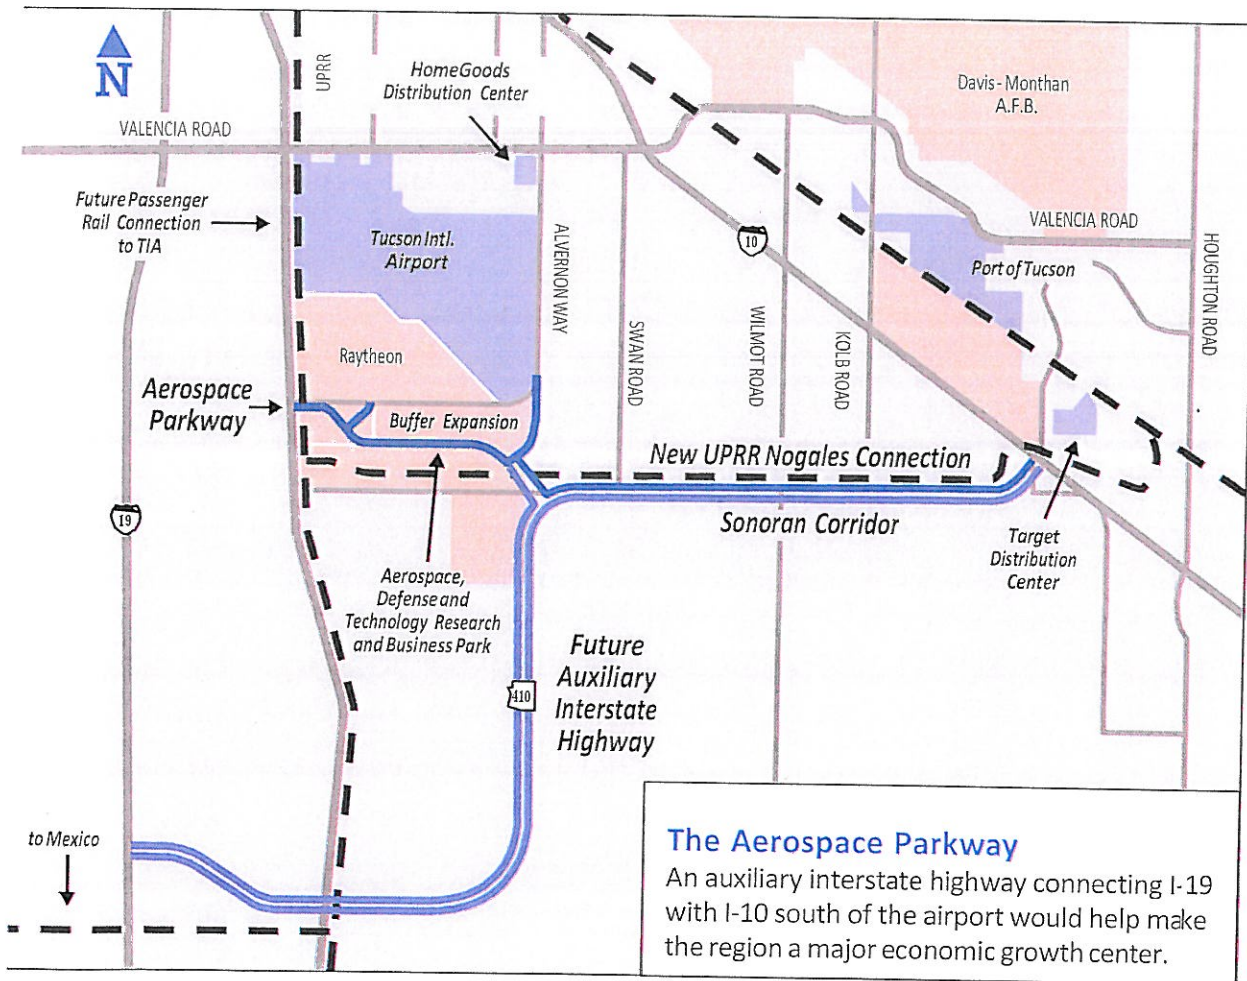 N
UPRR
HomeGoods
Distribution Center
Davis-Monthan
A.F.B.
VALENCIA ROAD
Future Passenger
Rail Connection
to TIA
Tucson Intl.
Airport
ALVERNON WAY
10
VALENCIA ROAD
Port of Tucson
HOUGHTON ROAD
SWAN ROAD
WILMOT ROAD
KOLB ROAD
Raytheon
Aerospace
Parkway
Buffer Expansion
New UPRR Nogales Connection
19
Sonoran Corridor
Target
Distribution
Center
Aerospace,
Defense and
Technology Research
and Business Park
Future
Auxiliary
Interstate
Highway
410
to Mexico
The Aerospace Parkway
An auxiliary interstate highway connecting I-19
with I-10 south of the airport would help make
the region a major economic growth center.